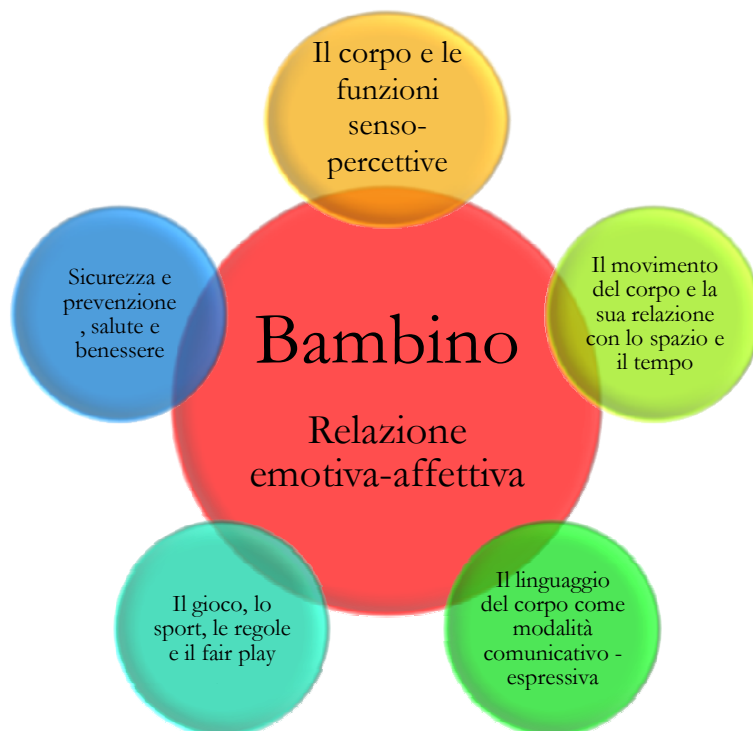 Il corpo e le
funzioni
senso-
percettive
Il movimento
del corpo e la
sua relazione
con lo spazio e
il tempo
Il linguaggio
del corpo come
modalità
comunicativo -
espressiva
Il gioco, lo
sport, le regole
e il fair play
Sicurezza e
prevenzione
, salute e
benessere
Bambino
Relazione
emotiva-affettiva